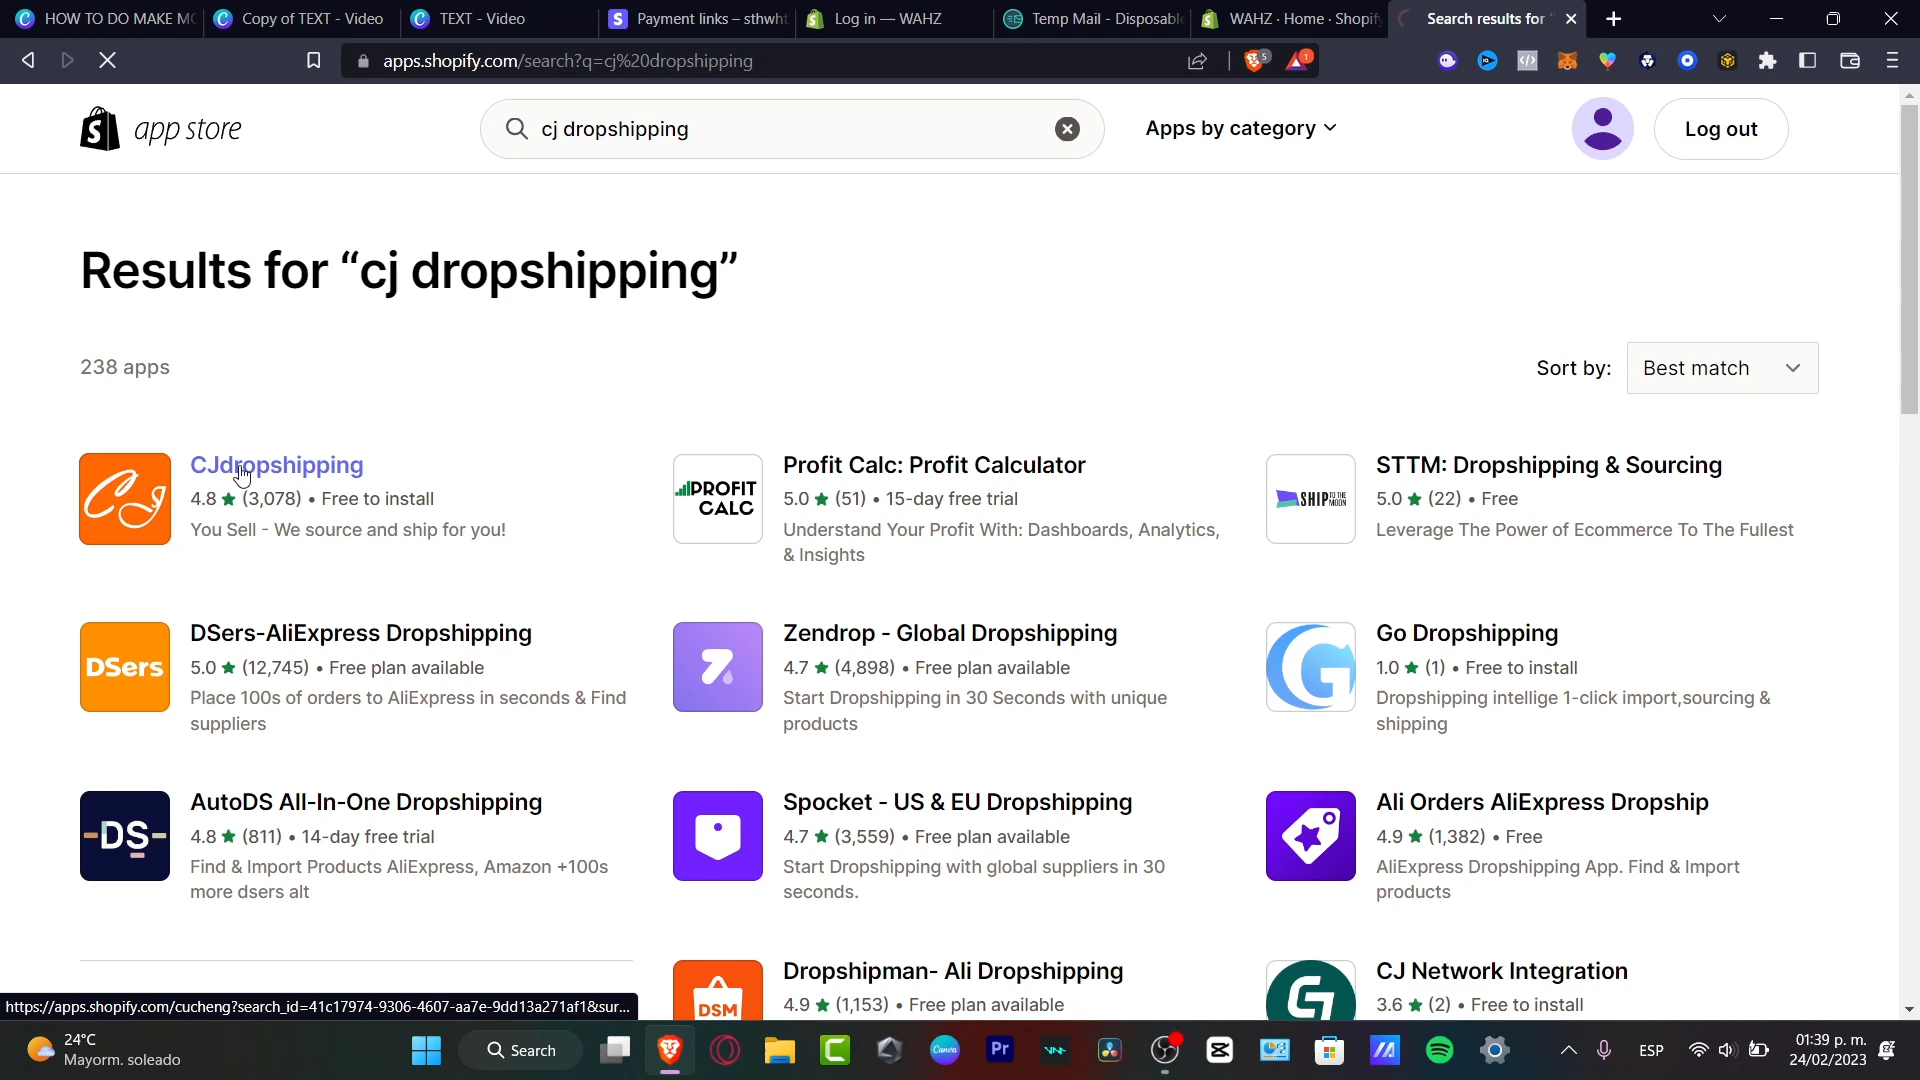 HOW TO DO MAKE MO
Copy of TEXT - Video
TEXT - Video
Payment links – sthwht
Log in — WAHZ
Temp Mail - Disposable
WAHZ · Home · Shopify
Search results for "
apps.shopify.com/search?q=cj%20dropshipping
5
1
app store
cj dropshipping
Apps by category
Log out
Results for “cj dropshipping”
238 apps
Sort by:
Best match
CJdropshipping
4.8 ★ (3,078) • Free to install
You Sell - We source and ship for you!
PROFIT
CALC
Profit Calc: Profit Calculator
5.0 ★ (51) • 15-day free trial
Understand Your Profit With: Dashboards, Analytics,
& Insights
SHIP TO THE MOON
STTM: Dropshipping & Sourcing
5.0 ★ (22) • Free
Leverage The Power of Ecommerce To The Fullest
DSers
DSers-AliExpress Dropshipping
5.0 ★ (12,745) • Free plan available
Place 100s of orders to AliExpress in seconds & Find
suppliers
Zendrop - Global Dropshipping
4.7 ★ (4,898) • Free plan available
Start Dropshipping in 30 Seconds with unique
products
Go Dropshipping
1.0 ★ (1) • Free to install
Dropshipping intellige 1-click import,sourcing &
shipping
-DS-
AutoDS All-In-One Dropshipping
4.8 ★ (811) • 14-day free trial
Find & Import Products AliExpress, Amazon +100s
more dsers alt
Spocket - US & EU Dropshipping
4.7 ★ (3,559) • Free plan available
Start Dropshipping with global suppliers in 30
seconds.
Ali Orders AliExpress Dropship
4.9 ★ (1,382) • Free
AliExpress Dropshipping App. Find & Import
products
DSM
Dropshipman- Ali Dropshipping
4.9 ★ (1,153) • Free plan available
CJ Network Integration
3.6 ★ (2) • Free to install
https://apps.shopify.com/cucheng?search_id=41c17974-9306-4607-aa7e-9dd13a271af1&sur...
24°C
Mayorm. soleado
Search
Canva
Pr
ESP
01:39 p. m.
24/02/2023